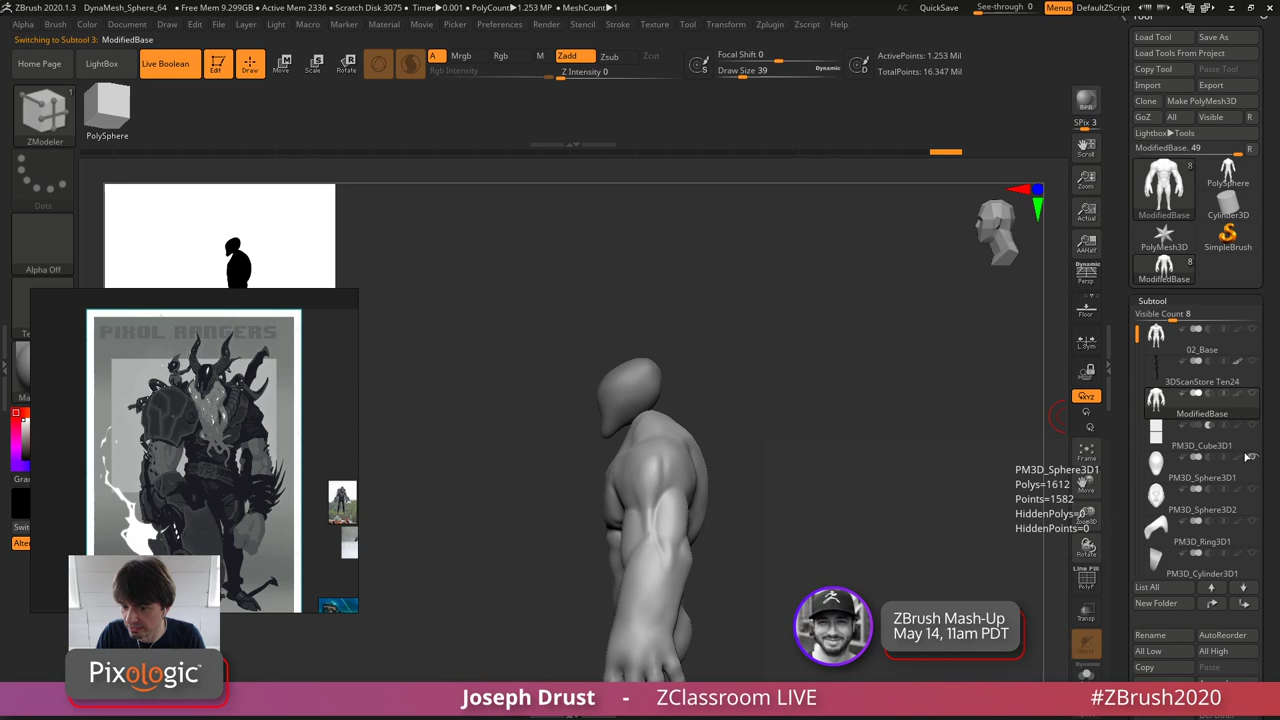 ZBrush 2020.1.3 DynaMesh_Sphere_64 ● Free Mem 9.299GB ● Active Mem 2336 ● Scratch Disk 3075 ● Timer▶0.001 ● PolyCount▶1.253 MP ● MeshCount▶1 AC QuickSave See-through 0 Menus DefaultZScript
Alpha Brush Color Document Draw Edit File Layer Light Macro Marker Material Movie Picker Preferences Render Stencil Stroke Texture Tool Transform Zplugin Zscript Help
Switching to Subtool 3: ModifiedBase
Home Page LightBox Live Boolean Edit Draw Move Scale Rotate
A Mrgb Rgb M Zadd Zsub Zcut
Rgb Intensity Z Intensity 0
Focal Shift 0
Draw Size 39 Dynamic
S D
ActivePoints: 1.253 Mil
TotalPoints: 16.347 Mil
1
ZModeler
PolySphere
Dots
Alpha Off
PIXOL RANGERS
BPR
SPix 3
Scroll
Zoom
Actual
AAHalf
Dynamic
Persp
Floor
L.Sym
XYZ
Frame
Move
Zoom3D
Rotate
Line Fill
PolyF
Transp
Ghost
Dynamic
Tool
Load Tool Save As
Load Tools From Project
Copy Tool Paste Tool
Import Export
Clone Make PolyMesh3D
GoZ All Visible R
Lightbox▶Tools
ModifiedBase. 49 R
8
ModifiedBase PolySphere
Cylinder3D
PolyMesh3D SimpleBrush
8
ModifiedBase
Subtool
Visible Count 8
02_Base
3DScanStore Ten24
ModifiedBase
PM3D_Cube3D1
PM3D_Sphere3D1
PM3D_Sphere3D2
PM3D_Ring3D1
PM3D_Cylinder3D1
List All
New Folder
Rename AutoReorder
All Low All High
Copy Paste
PM3D_Sphere3D1
Polys=1612
Points=1582
HiddenPolys=0
HiddenPoints=0
ZBrush Mash-Up
May 14, 11am PDT
Pixologic™
Joseph Drust - ZClassroom LIVE #ZBrush2020